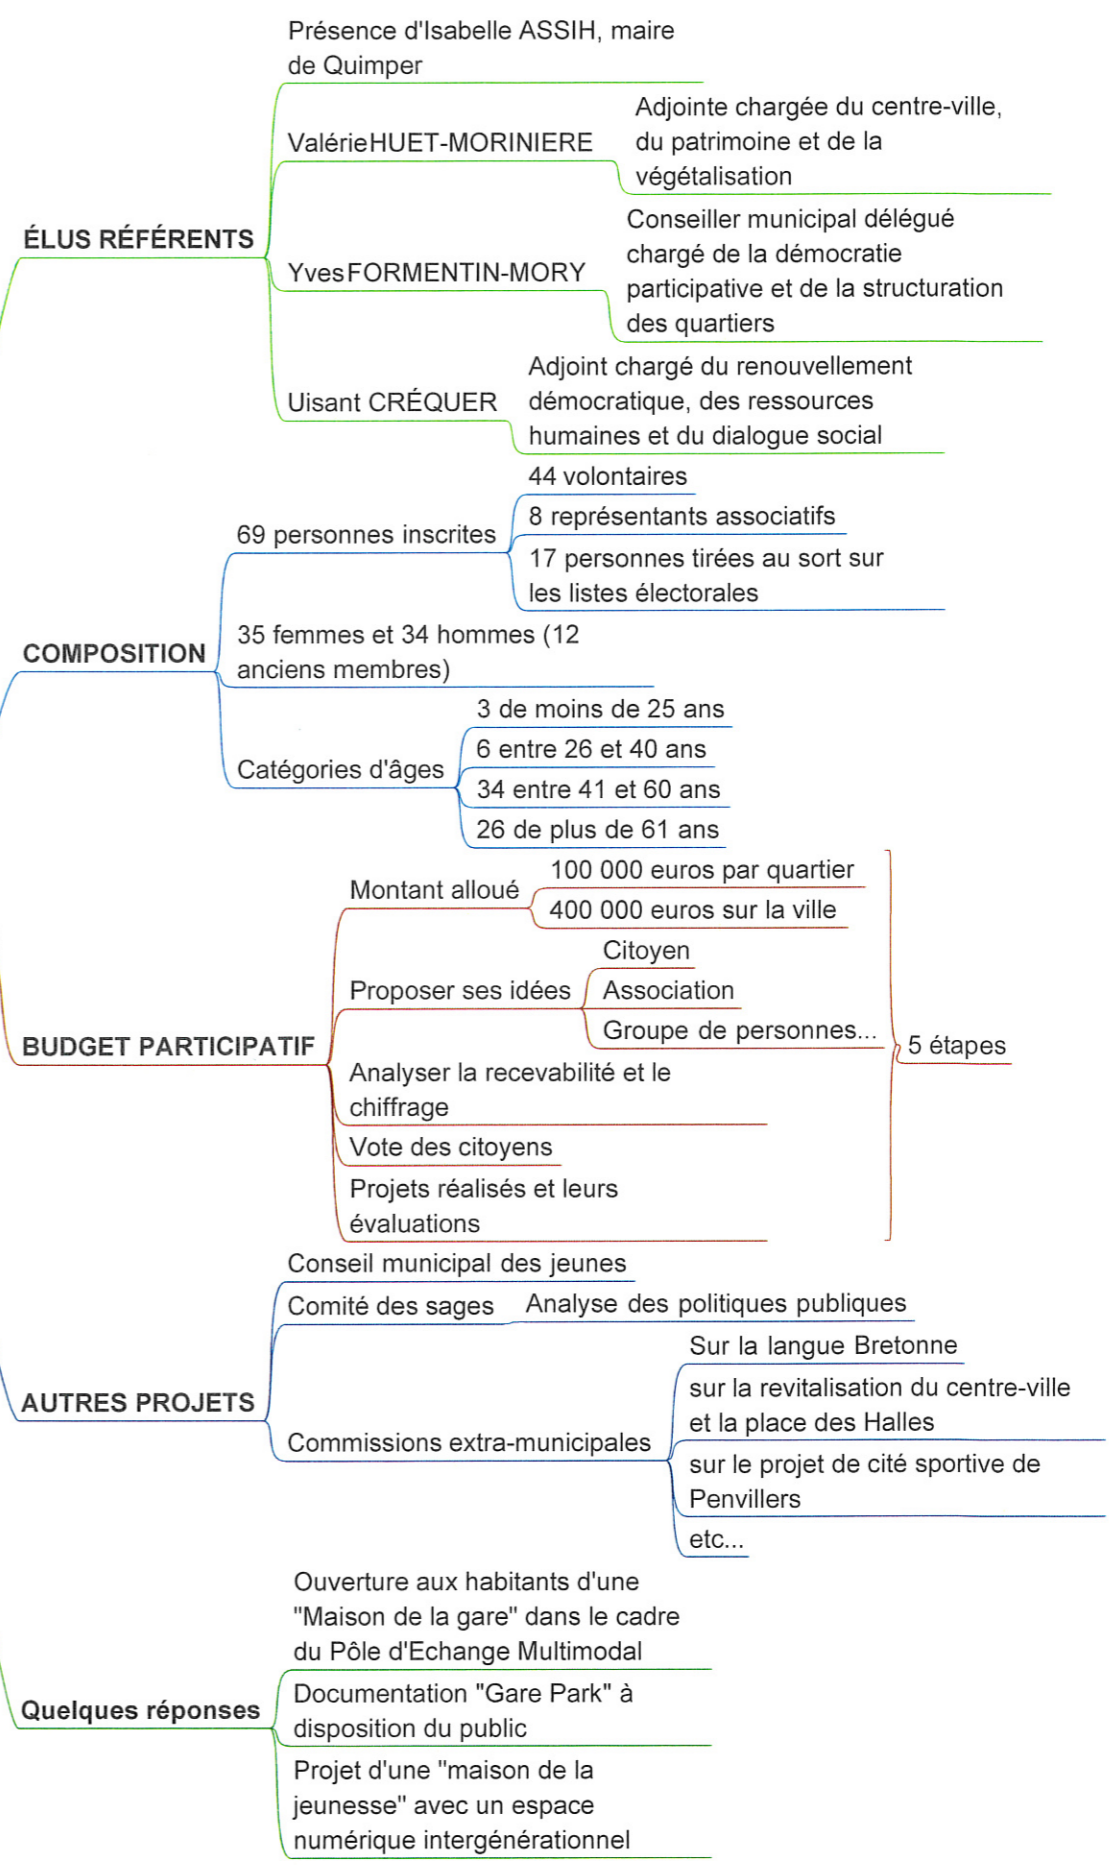 Présence d'Isabelle ASSIH, maire
de Quimper
Valérie HUET-MORINIERE
Adjointe chargée du centre-ville,
du patrimoine et de la
végétalisation
ÉLUS RÉFÉRENTS
Yves FORMENTIN-MORY
Conseiller municipal délégué
chargé de la démocratie
participative et de la structuration
des quartiers
Uisant CRÉQUER
Adjoint chargé du renouvellement
démocratique, des ressources
humaines et du dialogue social
69 personnes inscrites
44 volontaires
8 représentants associatifs
17 personnes tirées au sort sur
les listes électorales
COMPOSITION
35 femmes et 34 hommes (12
anciens membres)
Catégories d'âges
3 de moins de 25 ans
6 entre 26 et 40 ans
34 entre 41 et 60 ans
26 de plus de 61 ans
BUDGET PARTICIPATIF
Montant alloué
100 000 euros par quartier
400 000 euros sur la ville
Proposer ses idées
Citoyen
Association
Groupe de personnes...
Analyser la recevabilité et le
chiffrage
Vote des citoyens
Projets réalisés et leurs
évaluations
5 étapes
AUTRES PROJETS
Conseil municipal des jeunes
Comité des sages
Analyse des politiques publiques
Commissions extra-municipales
Sur la langue Bretonne
sur la revitalisation du centre-ville
et la place des Halles
sur le projet de cité sportive de
Penvillers
etc...
Quelques réponses
Ouverture aux habitants d'une
"Maison de la gare" dans le cadre
du Pôle d'Echange Multimodal
Documentation "Gare Park" à
disposition du public
Projet d'une "maison de la
jeunesse" avec un espace
numérique intergénérationnel